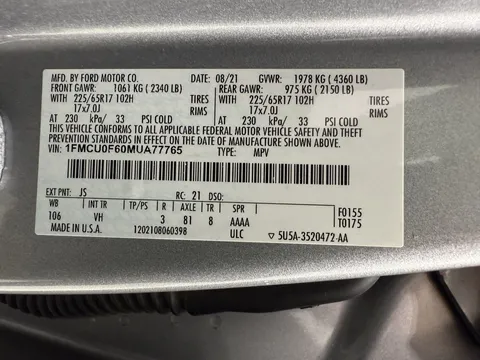 MFD. BY FORD MOTOR CO. 08/21 GVWR: 1978 KG (4360 LB)
FRONT GAWR: 1061 KG (2340 LB) REAR GAWR: 975 KG (2150 LB)
WITH 225/65R17 102H TIRES WITH 225/65R17 102H TIRES
17x7.0J RIMS 17x7.0J RIMS
AT 230 kPa/ 33 PSI COLD AT 230 kPa/ 33 PSI COLD
THIS VEHICLE CONFORMS TO ALL APPLICABLE FEDERAL MOTOR VEHICLE SAFETY AND THEFT
PREVENTION STANDARDS IN EFFECT ON THE DATE OF MANUFACTURE SHOWN ABOVE.
VIN: 1FMCU0F60MUA77765 TYPE: MPV
EXT PNT: JS RC: 21 DSO:
WB INT TR TP/PS R AXLE TR SPR F0155
106 VH 3 B1 8 AAAA T0175
MADE IN U.S.A. 1202108060398 ULC ▽ 5U5A-3520472-AA